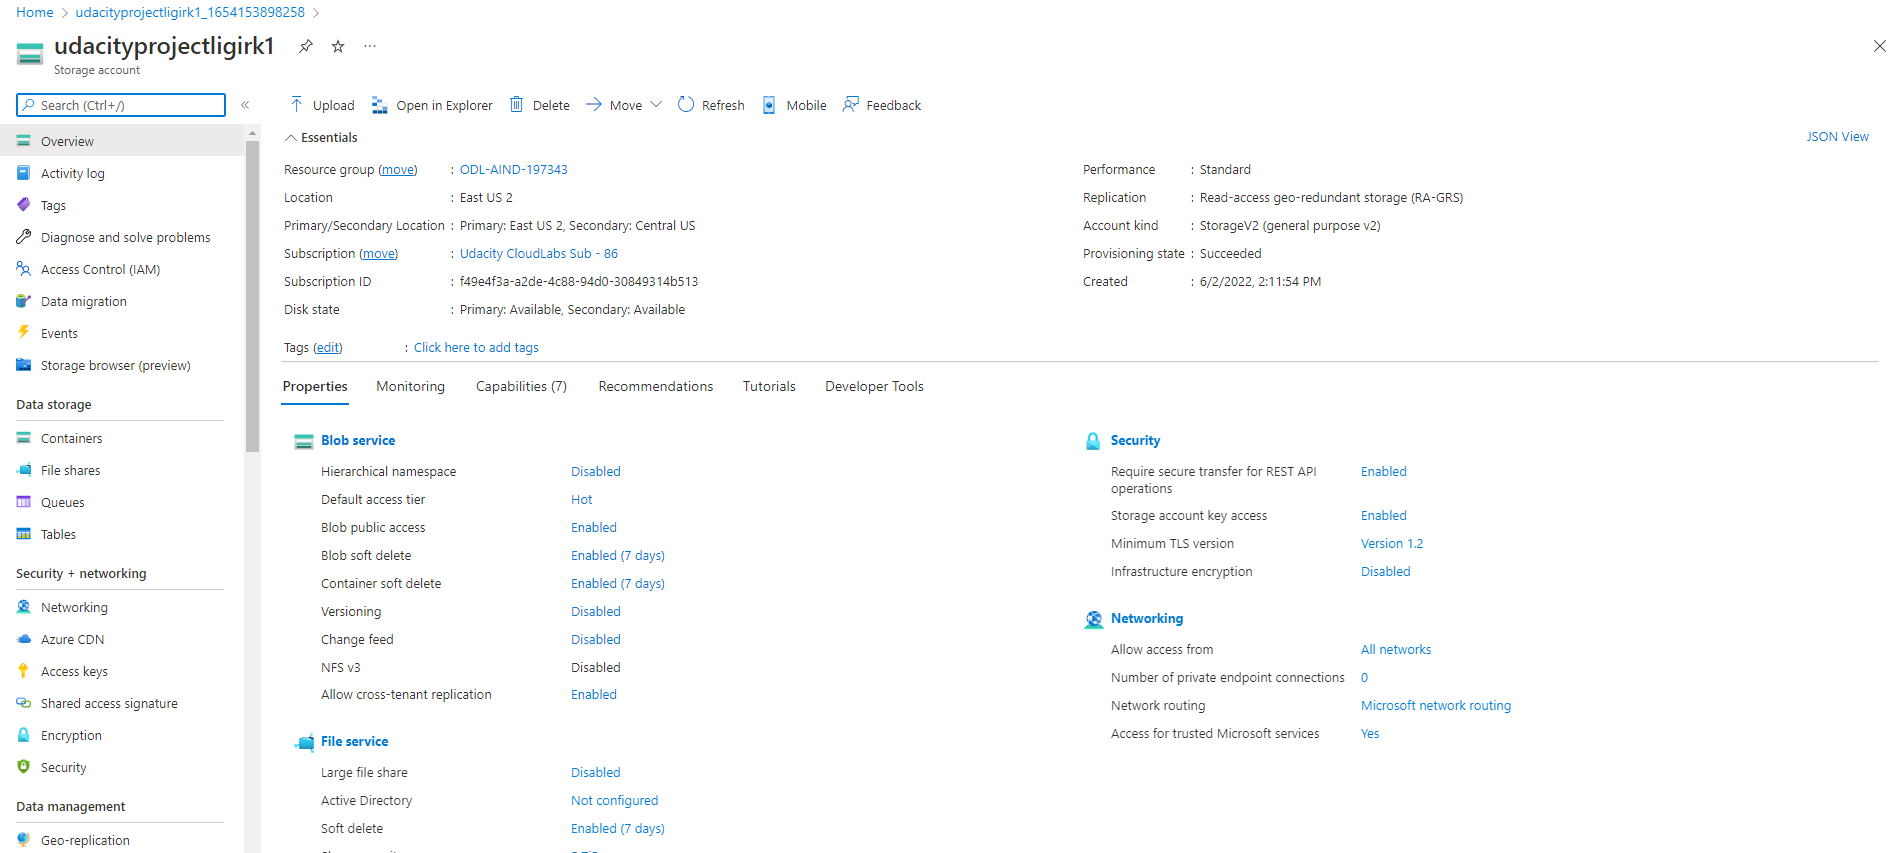 Home > udacityprojectligirk1_1654153898258 >
udacityprojectligirk1
Storage account
Search (Ctrl+/)
Overview
Activity log
Tags
Diagnose and solve problems
Access Control (IAM)
Data migration
Events
Storage browser (preview)
Data storage
Containers
File shares
Queues
Tables
Security + networking
Networking
Azure CDN
Access keys
Shared access signature
Encryption
Security
Data management
Geo-replication
Upload Open in Explorer Delete Move Refresh Mobile Feedback
Essentials
JSON View
Resource group (move) : ODL-AIND-197343
Location : East US 2
Primary/Secondary Location : Primary: East US 2, Secondary: Central US
Subscription (move) : Udacity CloudLabs Sub - 86
Subscription ID : f49e4f3a-a2de-4c88-94d0-30849314b513
Disk state : Primary: Available, Secondary: Available
Performance : Standard
Replication : Read-access geo-redundant storage (RA-GRS)
Account kind : StorageV2 (general purpose v2)
Provisioning state : Succeeded
Created : 6/2/2022, 2:11:54 PM
Tags (edit) : Click here to add tags
Properties Monitoring Capabilities (7) Recommendations Tutorials Developer Tools
Blob service
Hierarchical namespace Disabled
Default access tier Hot
Blob public access Enabled
Blob soft delete Enabled (7 days)
Container soft delete Enabled (7 days)
Versioning Disabled
Change feed Disabled
NFS v3 Disabled
Allow cross-tenant replication Enabled
File service
Large file share Disabled
Active Directory Not configured
Soft delete Enabled (7 days)
Security
Require secure transfer for REST API
operations Enabled
Storage account key access Enabled
Minimum TLS version Version 1.2
Infrastructure encryption Disabled
Networking
Allow access from All networks
Number of private endpoint connections 0
Network routing Microsoft network routing
Access for trusted Microsoft services Yes